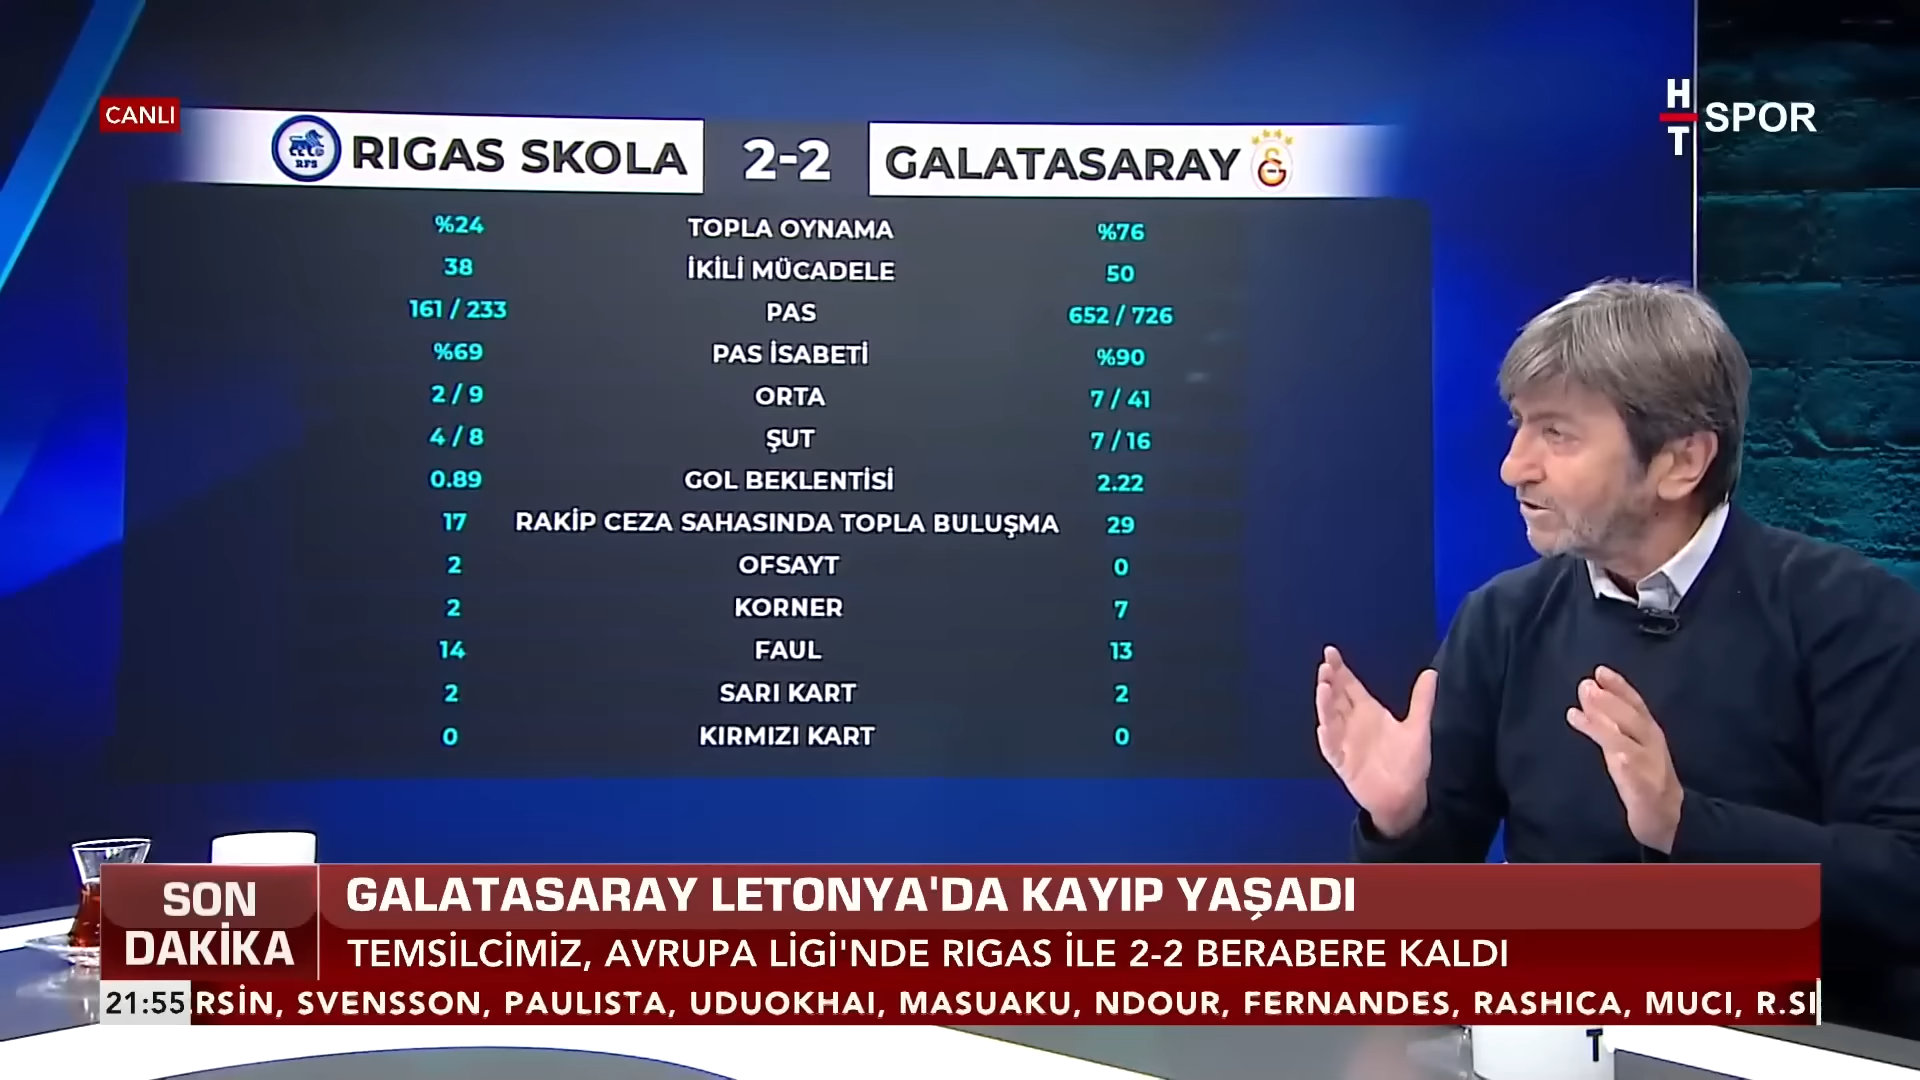 CANLI
H
T
SPOR
RFS
RIGAS SKOLA 2-2 GALATASARAY
%24 TOPLA OYNAMA %76
38 İKİLİ MÜCADELE 50
161 / 233 PAS 652 / 726
%69 PAS İSABETİ %90
2 / 9 ORTA 7 / 41
4 / 8 ŞUT 7 / 16
0.89 GOL BEKLENTİSİ 2.22
17 RAKİP CEZA SAHASINDA TOPLA BULUŞMA 29
2 OFSAYT 0
2 KORNER 7
14 FAUL 13
2 SARI KART 2
0 KIRMIZI KART 0
SON DAKİKA
GALATASARAY LETONYA'DA KAYIP YAŞADI
TEMSİLCİMİZ, AVRUPA LİGİ'NDE RIGAS İLE 2-2 BERABERE KALDI
21:55 RSİN, SVENSSON, PAULISTA, UDUOKHAI, MASUAKU, NDOUR, FERNANDES, RASHICA, MUCI, R.SI
T